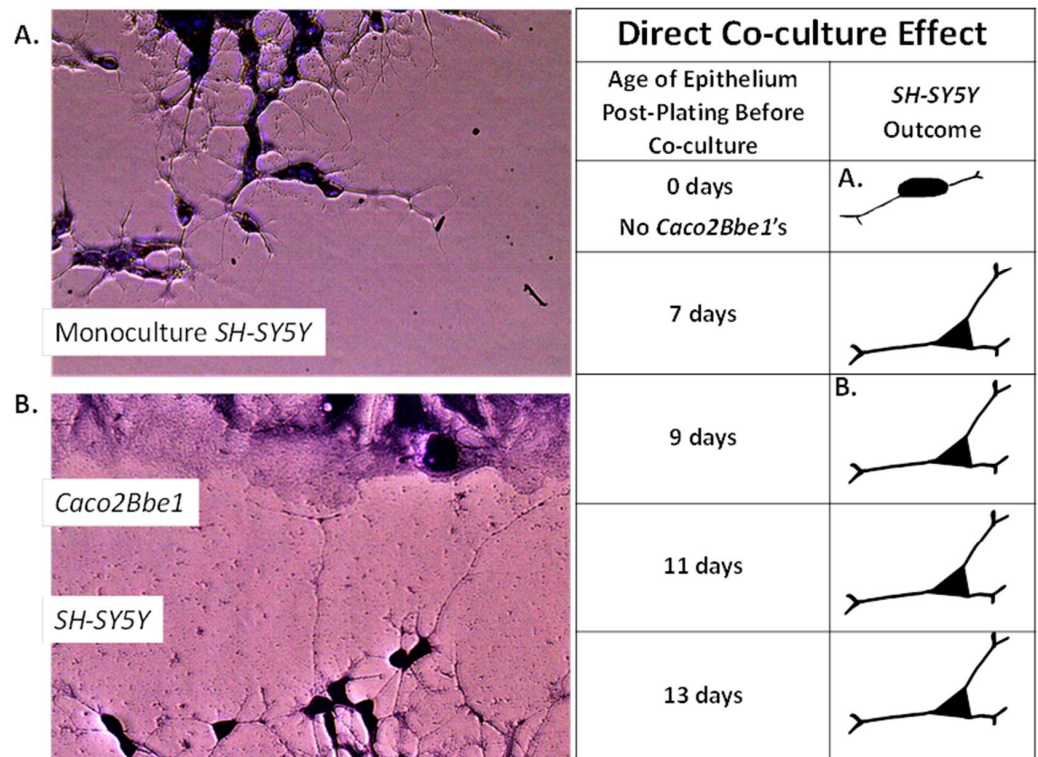 A.
Monoculture SH-SY5Y
B.
Caco2Bbe1
SH-SY5Y
Direct Co-culture Effect
Age of Epithelium
Post-Plating Before
Co-culture
SH-SY5Y
Outcome
0 days
No Caco2Bbe1's
A.
7 days
9 days
B.
11 days
13 days